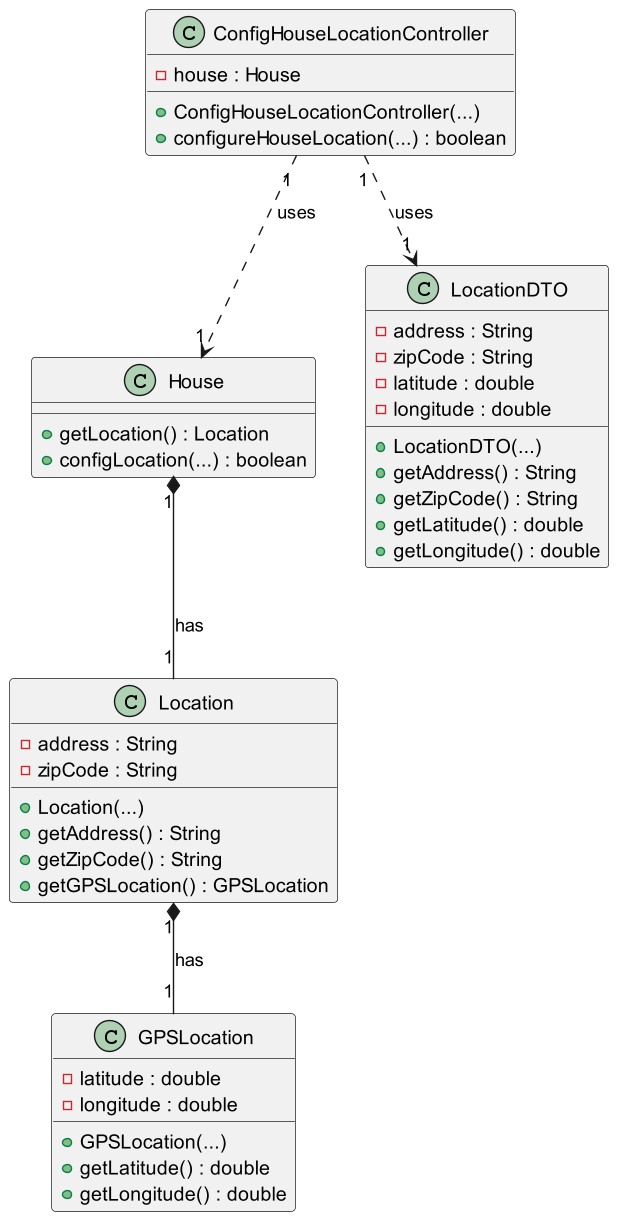 C ConfigHouseLocationController
house : House
ConfigHouseLocationController(...)
configureHouseLocation(...) : boolean
1
1
uses
uses
1
1
C LocationDTO
address : String
zipCode : String
latitude : double
longitude : double
LocationDTO(...)
getAddress() : String
getZipCode() : String
getLatitude() : double
getLongitude() : double
C House
getLocation() : Location
configLocation(...) : boolean
1
has
1
C Location
address : String
zipCode : String
Location(...)
getAddress() : String
getZipCode() : String
getGPSLocation() : GPSLocation
1
has
1
C GPSLocation
latitude : double
longitude : double
GPSLocation(...)
getLatitude() : double
getLongitude() : double